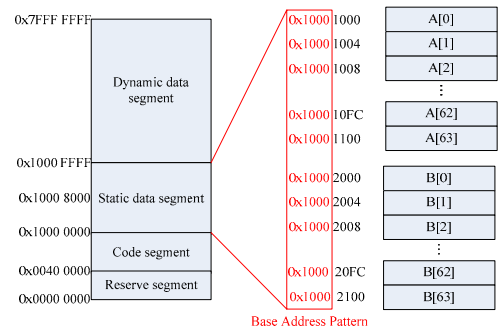 0x7FFF FFFF
Dynamic data
segment
0x1000 FFFF
Static data segment
0x1000 8000
0x1000 0000
Code segment
0x0040 0000
Reserve segment
0x0000 0000
0x1000 1000 A[0]
0x1000 1004 A[1]
0x1000 1008 A[2]
⋮
0x1000 10FC A[62]
0x1000 1100 A[63]
0x1000 2000 B[0]
0x1000 2004 B[1]
0x1000 2008 B[2]
⋮
0x1000 20FC B[62]
0x1000 2100 B[63]
Base Address Pattern